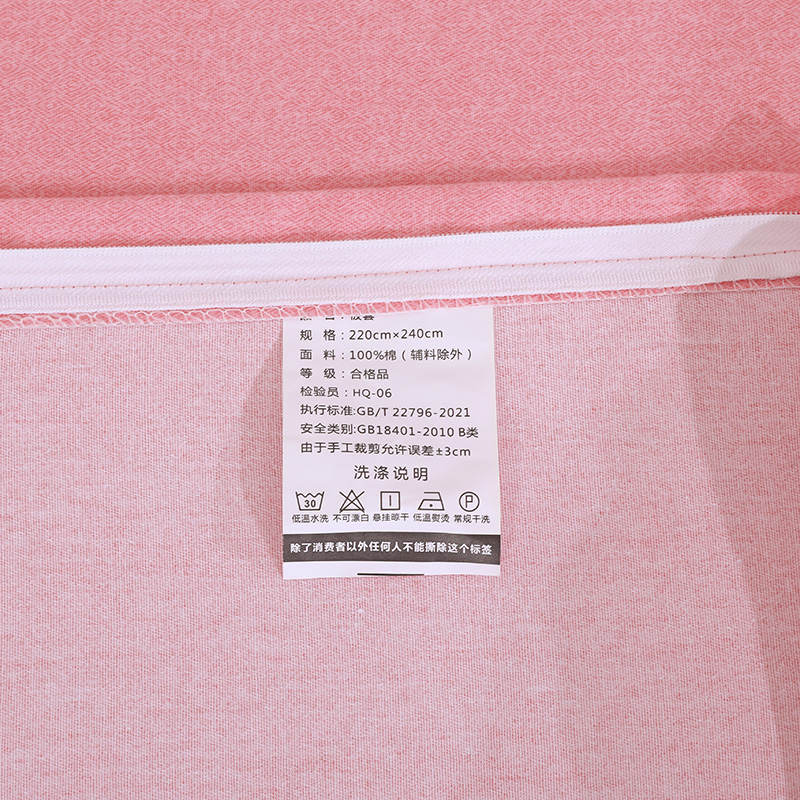 规 格：220cm×240cm
面 料：100%棉（辅料除外）
等 级：合格品
检验员：HQ-06
执行标准:GB/T 22796-2021
安全类别:GB18401-2010 B类
由于手工裁剪允许误差±3cm
洗涤说明
30 P
低温水洗 不可漂白 悬挂晾干 低温熨烫 常规干洗
除了消费者以外任何人不能撕除这个标签